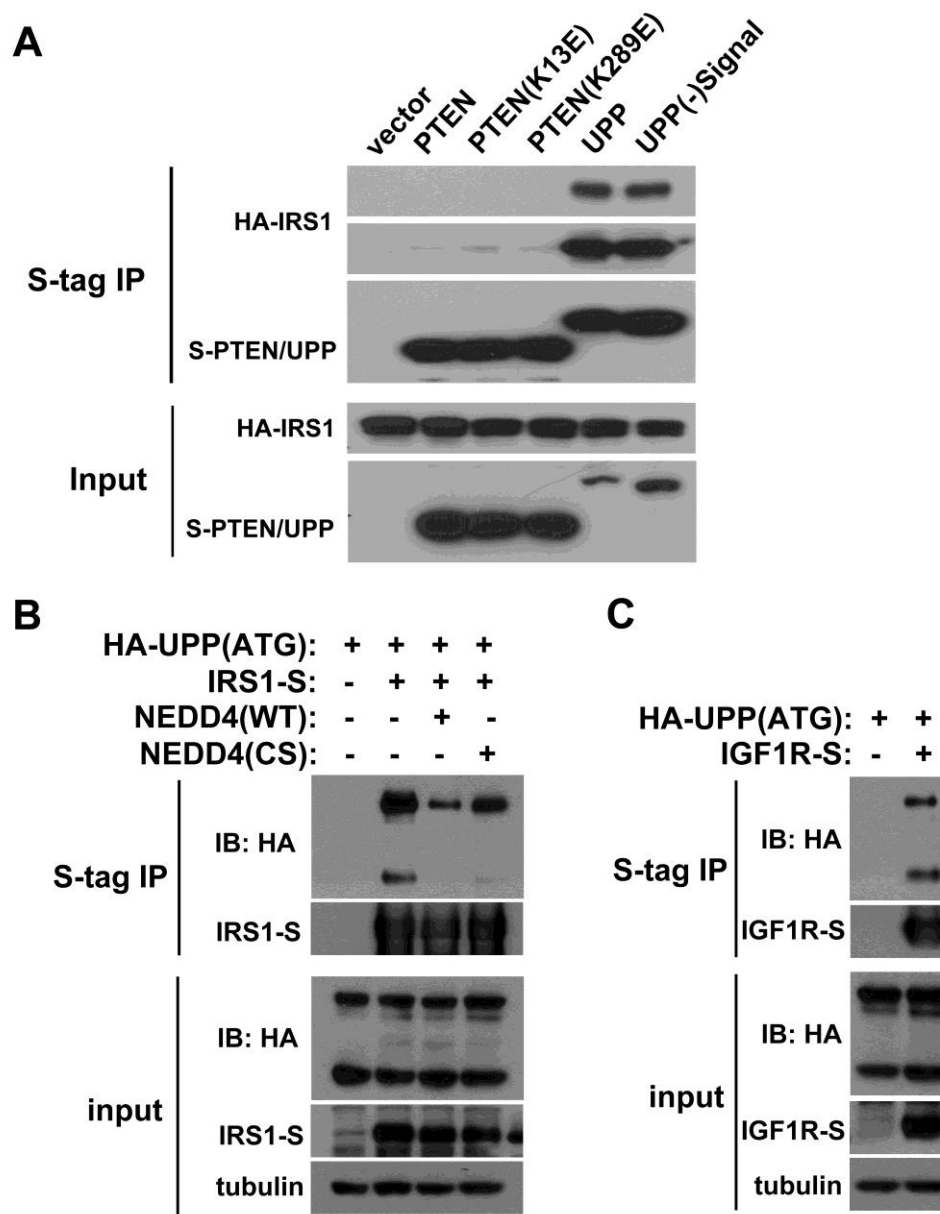 A
vector PTEN PTEN(K13E) PTEN(K289E) UPP UPP(-)Signal
S-tag IP
HA-IRS1
S-PTEN/UPP
Input
HA-IRS1
S-PTEN/UPP
B
HA-UPP(ATG): + + + +
IRS1-S: - + + +
NEDD4(WT): - - + -
NEDD4(CS): - - - +
S-tag IP
IB: HA
IRS1-S
input
IB: HA
IRS1-S
tubulin
C
HA-UPP(ATG): + +
IGF1R-S: - +
S-tag IP
IB: HA
IGF1R-S
input
IB: HA
IGF1R-S
tubulin